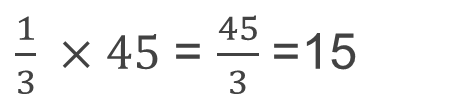 1/3 × 45 = 45/3 =15